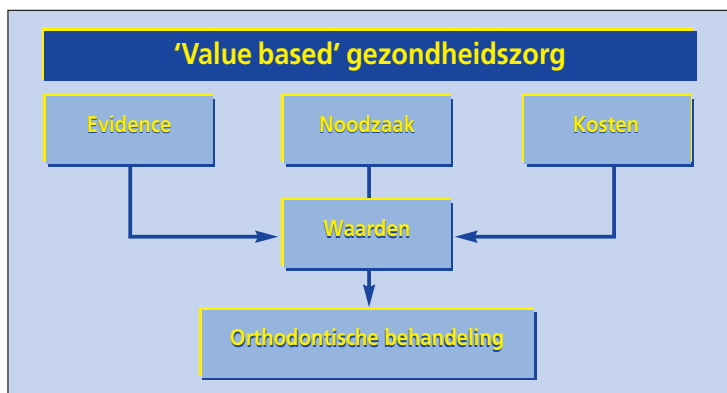 ‘Value based’ gezondheidszorg
Evidence
Noodzaak
Kosten
Waarden
Orthodontische behandeling